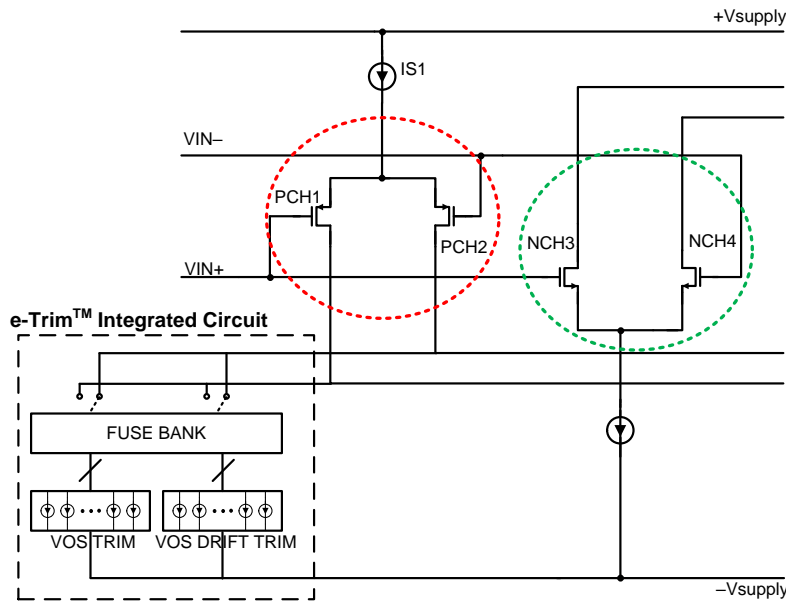 +Vsupply
IS1
VIN–
PCH1
PCH2
NCH3
NCH4
VIN+
e-Trim™ Integrated Circuit
FUSE BANK
VOS TRIM
VOS DRIFT TRIM
–Vsupply